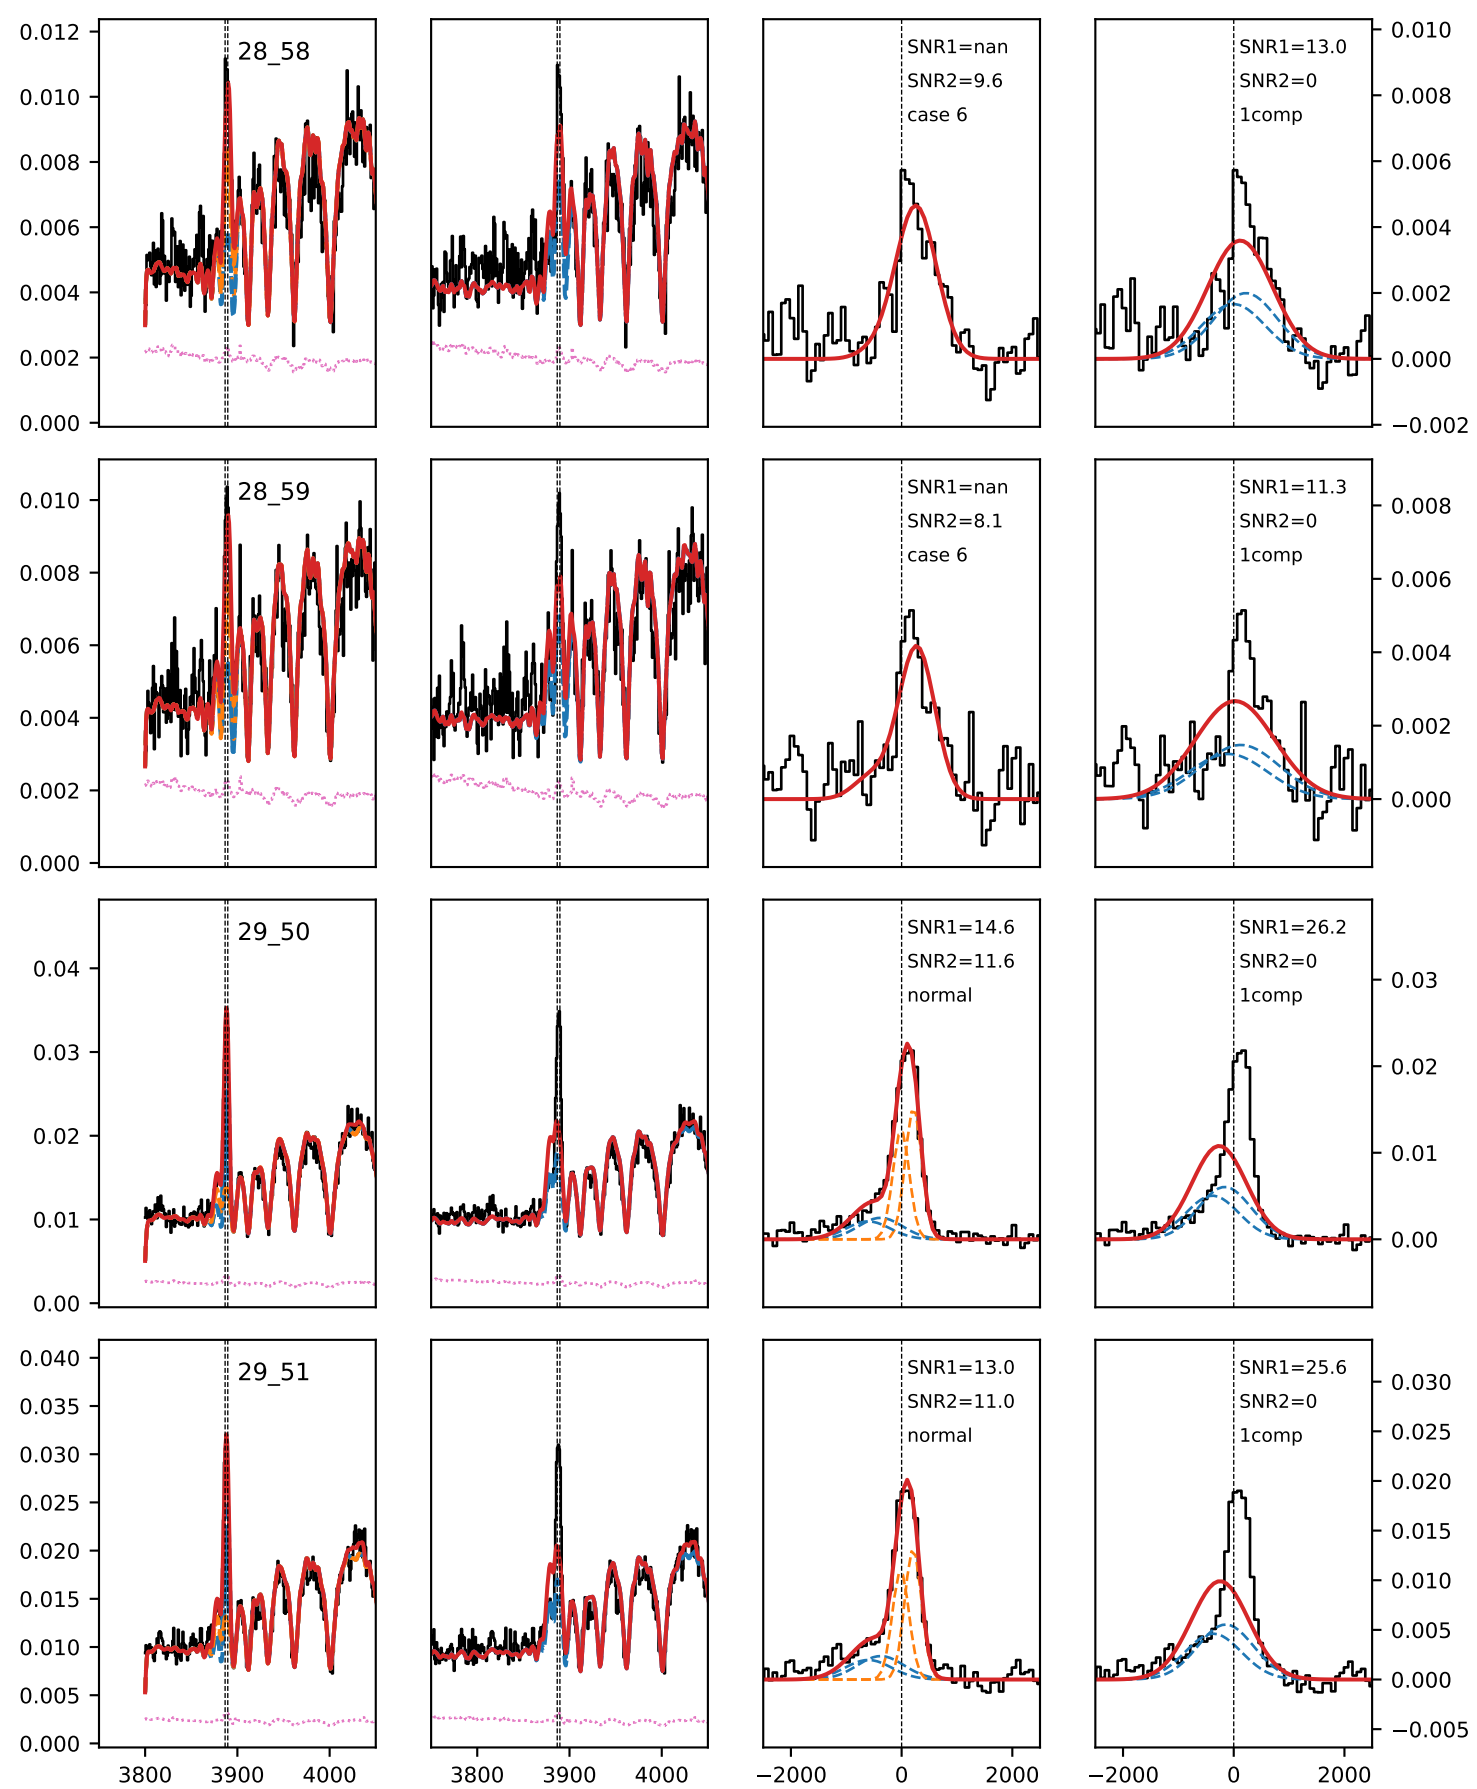 0.012
0.010
0.008
0.006
0.004
0.002
0.000
28_58
SNR1=nan
SNR2=9.6
case 6
SNR1=13.0
SNR2=0
1comp
0.010
0.008
0.006
0.004
0.002
0.000
−0.002
0.010
0.008
0.006
0.004
0.002
0.000
28_59
SNR1=nan
SNR2=8.1
case 6
SNR1=11.3
SNR2=0
1comp
0.008
0.006
0.004
0.002
0.000
0.04
0.03
0.02
0.01
0.00
29_50
SNR1=14.6
SNR2=11.6
normal
SNR1=26.2
SNR2=0
1comp
0.03
0.02
0.01
0.00
0.040
0.035
0.030
0.025
0.020
0.015
0.010
0.005
0.000
29_51
SNR1=13.0
SNR2=11.0
normal
SNR1=25.6
SNR2=0
1comp
0.030
0.025
0.020
0.015
0.010
0.005
0.000
−0.005
3800 3900 4000
3800 3900 4000
−2000 0 2000
−2000 0 2000